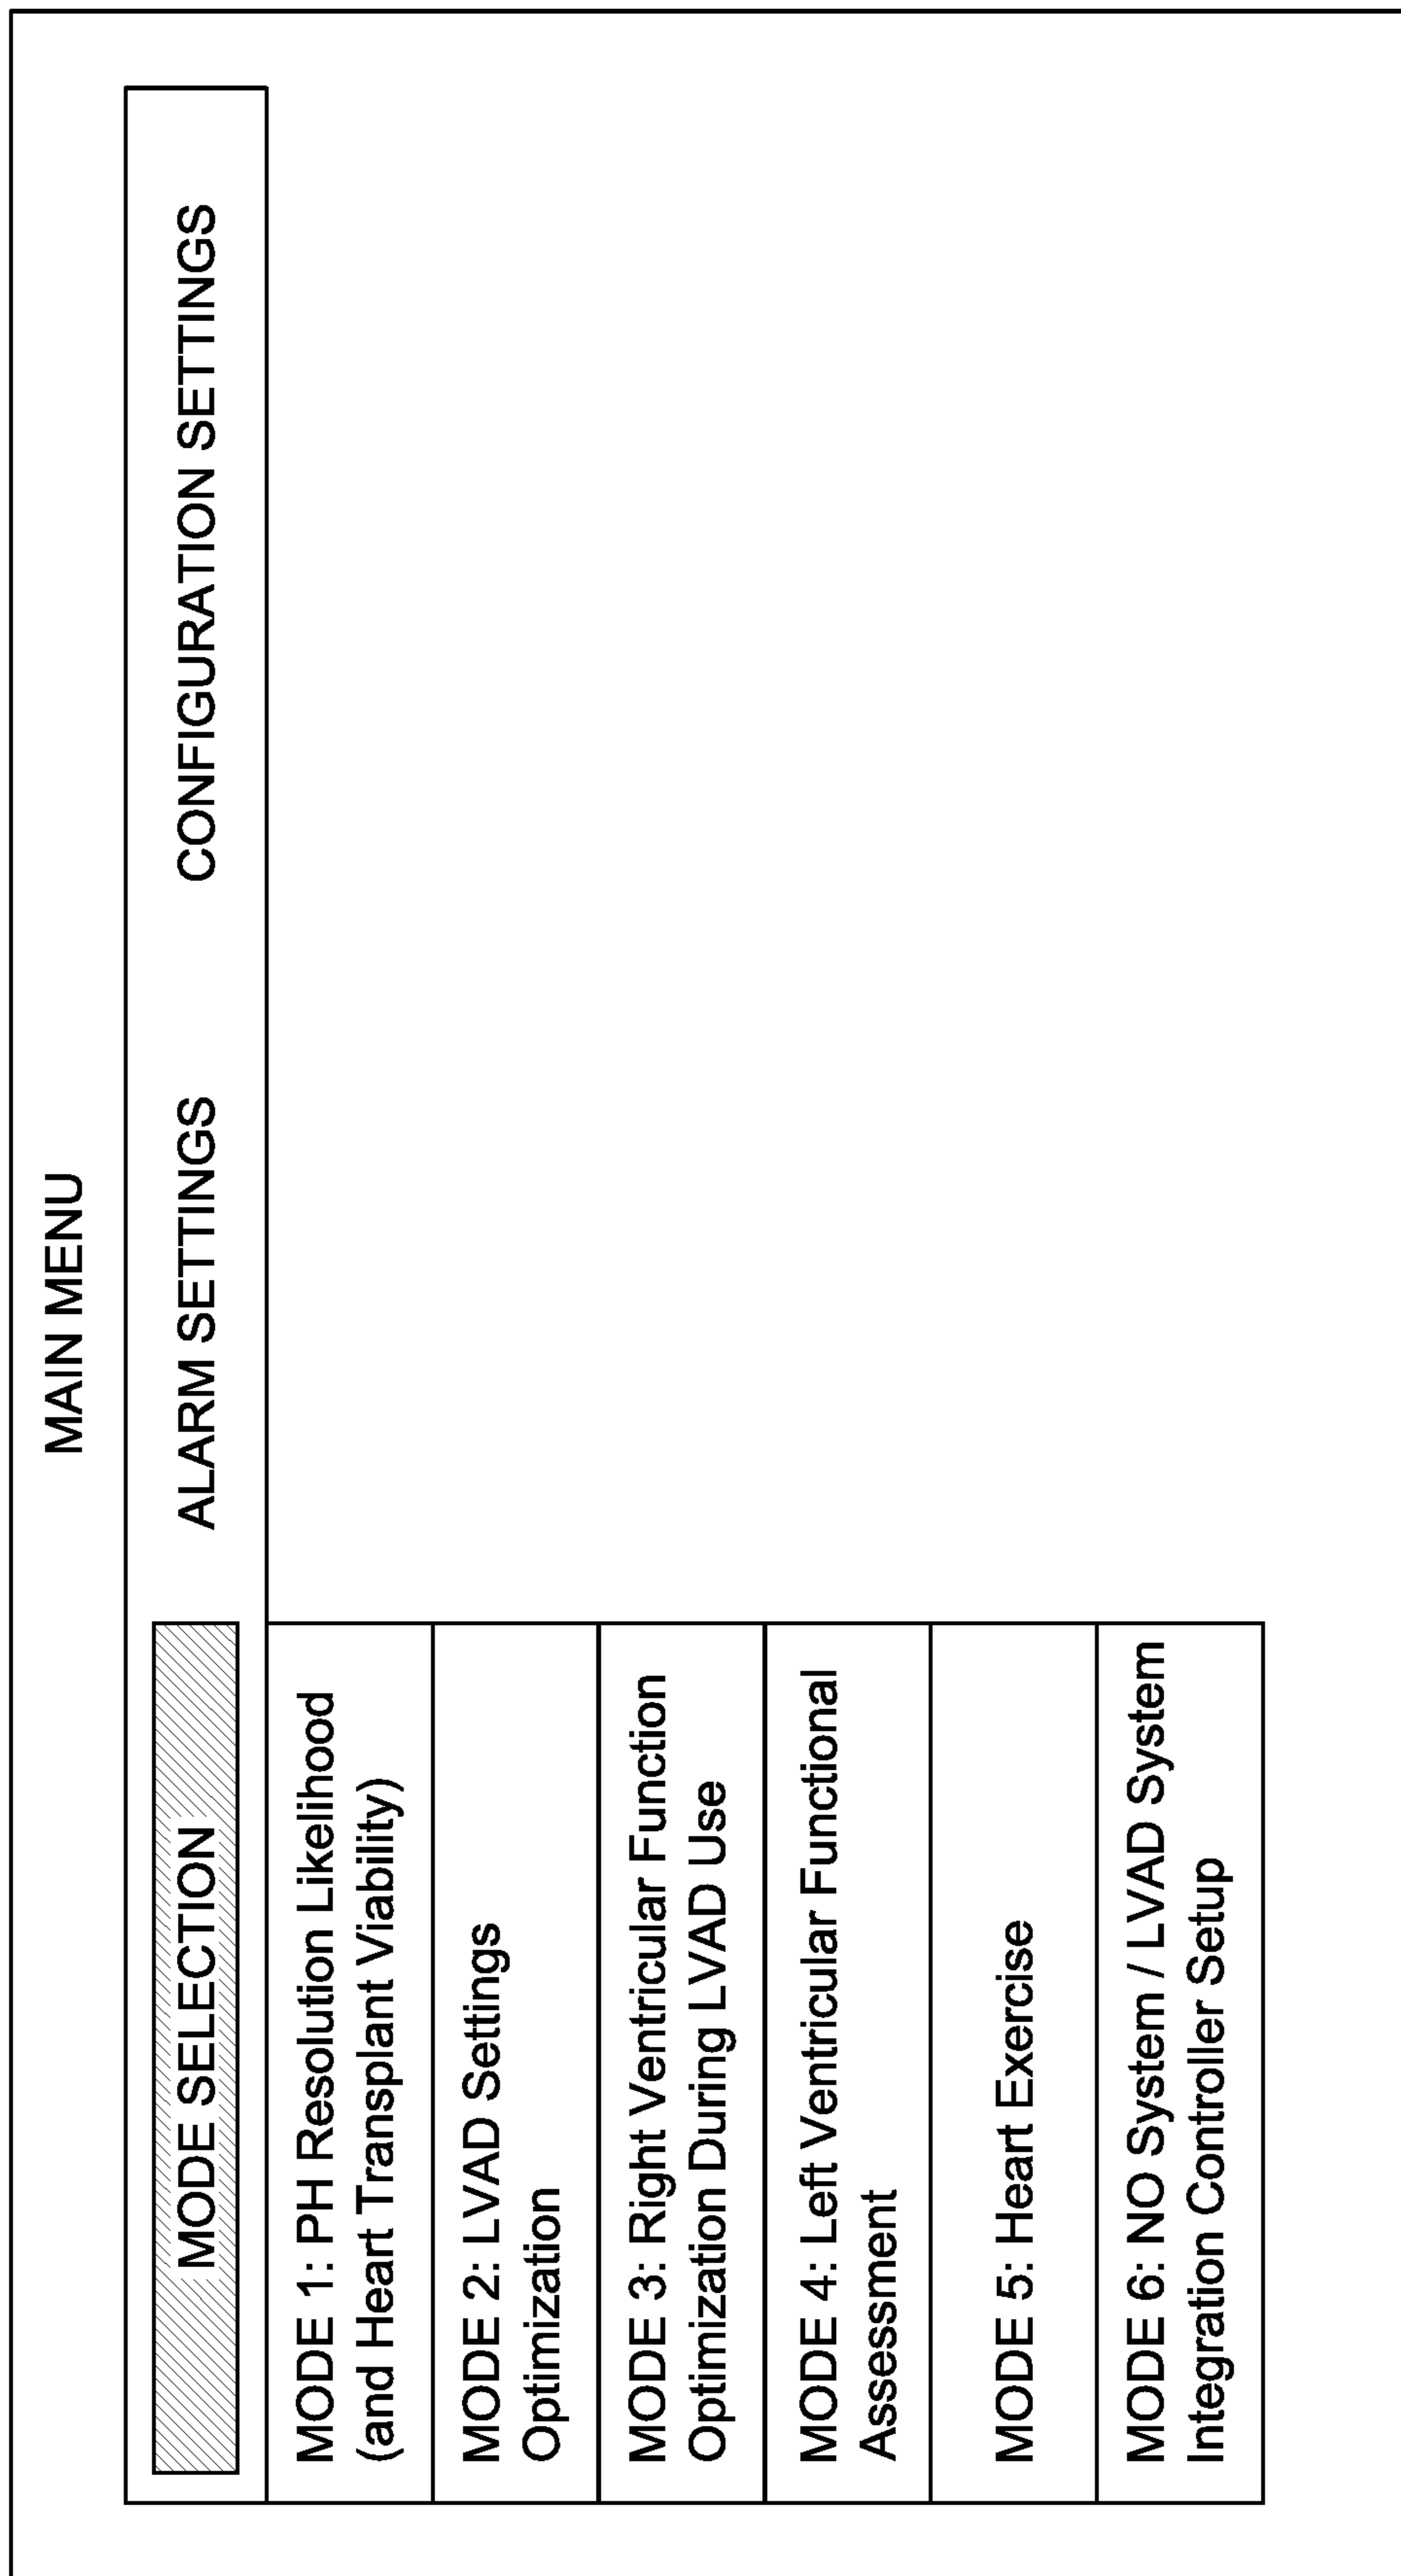 MAIN MENU
MODE SELECTION
ALARM SETTINGS
CONFIGURATION SETTINGS
MODE 1: PH Resolution Likelihood
(and Heart Transplant Viability)
MODE 2: LVAD Settings
Optimization
MODE 3: Right Ventricular Function
Optimization During LVAD Use
MODE 4: Left Ventricular Functional
Assessment
MODE 5: Heart Exercise
MODE 6: NO System / LVAD System
Integration Controller Setup